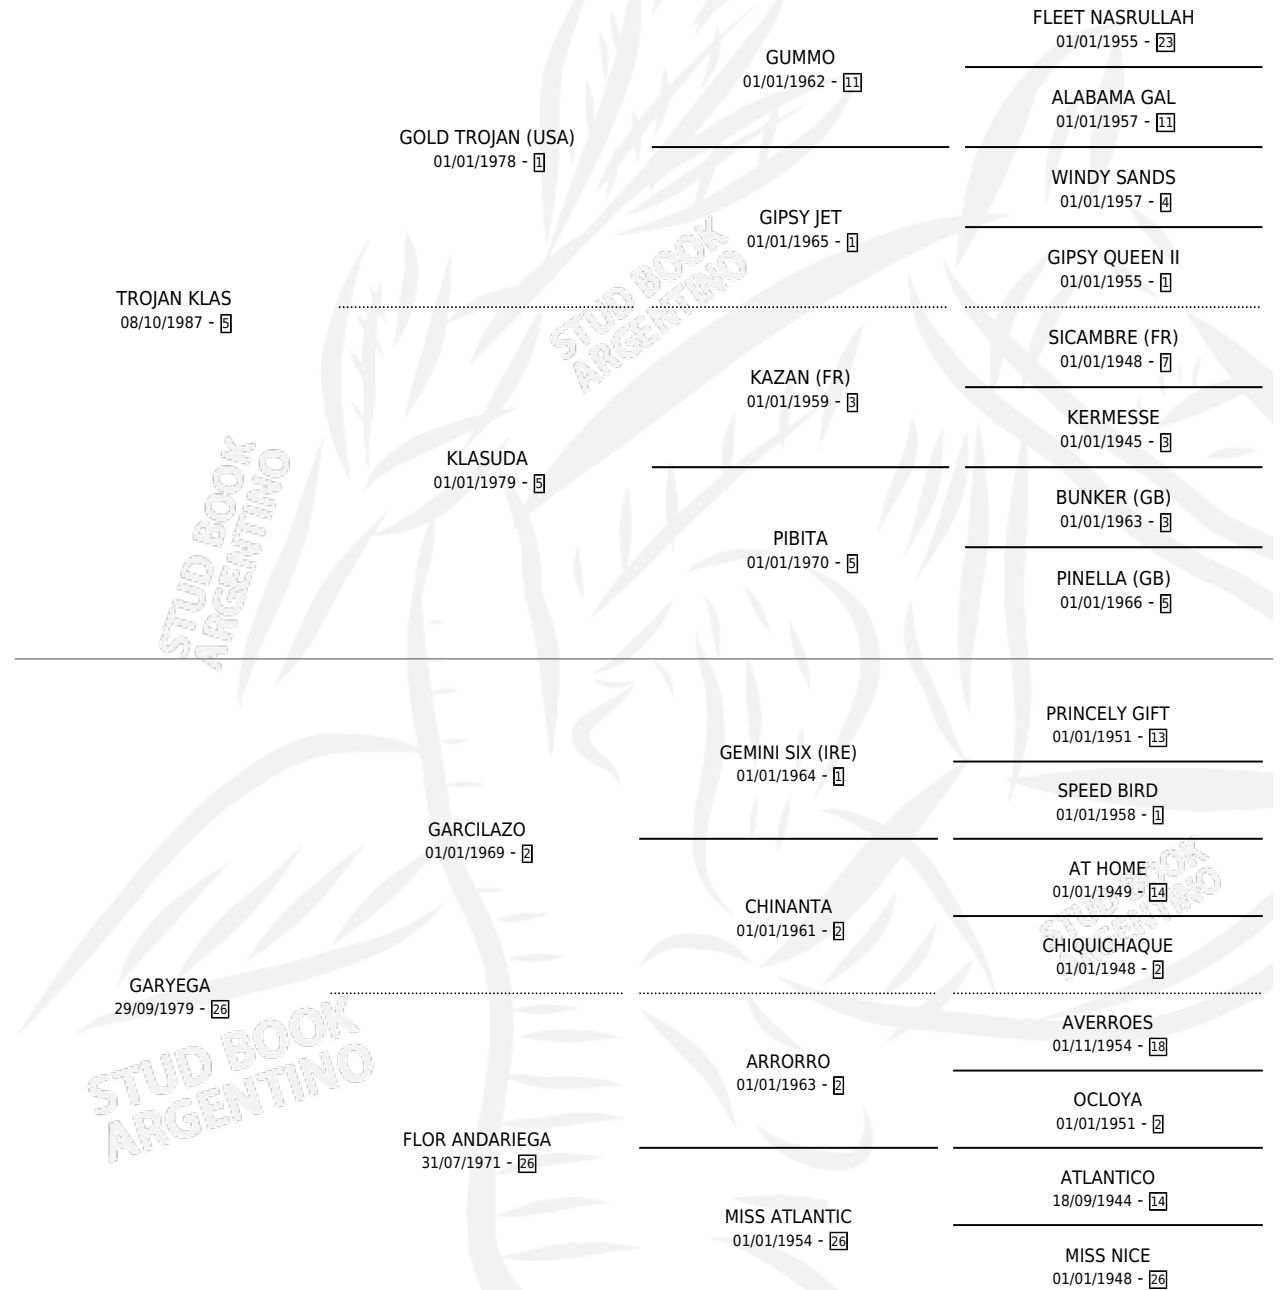 FLEET NASRULLAH
01/01/1955 - 23
GUMMO
01/01/1962 - 11
ALABAMA GAL
01/01/1957 - 11
GOLD TROJAN (USA)
01/01/1978 - 1
WINDY SANDS
01/01/1957 - 4
GIPSY JET
01/01/1965 - 1
GIPSY QUEEN II
01/01/1955 - 1
TROJAN KLAS
08/10/1987 - 5
SICAMBRE (FR)
01/01/1948 - 7
KAZAN (FR)
01/01/1959 - 3
KERMESSE
01/01/1945 - 3
KLASUDA
01/01/1979 - 5
BUNKER (GB)
01/01/1963 - 3
PIBITA
01/01/1970 - 5
PINELLA (GB)
01/01/1966 - 5
PRINCELY GIFT
01/01/1951 - 13
GEMINI SIX (IRE)
01/01/1964 - 1
SPEED BIRD
01/01/1958 - 1
GARCILAZO
01/01/1969 - 2
AT HOME
01/01/1949 - 14
CHINANTA
01/01/1961 - 2
CHIQUICHAQUE
01/01/1948 - 2
GARYEGA
29/09/1979 - 26
AVERROES
01/11/1954 - 18
ARRORRO
01/01/1963 - 2
OCLOYA
01/01/1951 - 2
FLOR ANDARIEGA
31/07/1971 - 26
ATLANTICO
18/09/1944 - 14
MISS ATLANTIC
01/01/1954 - 26
MISS NICE
01/01/1948 - 26
STUD BOOK
ARGENTINO
STUD BOOK
ARGENTINO
STUD BOOK
ARGENTINO
STUD BOOK
ARGENTINO